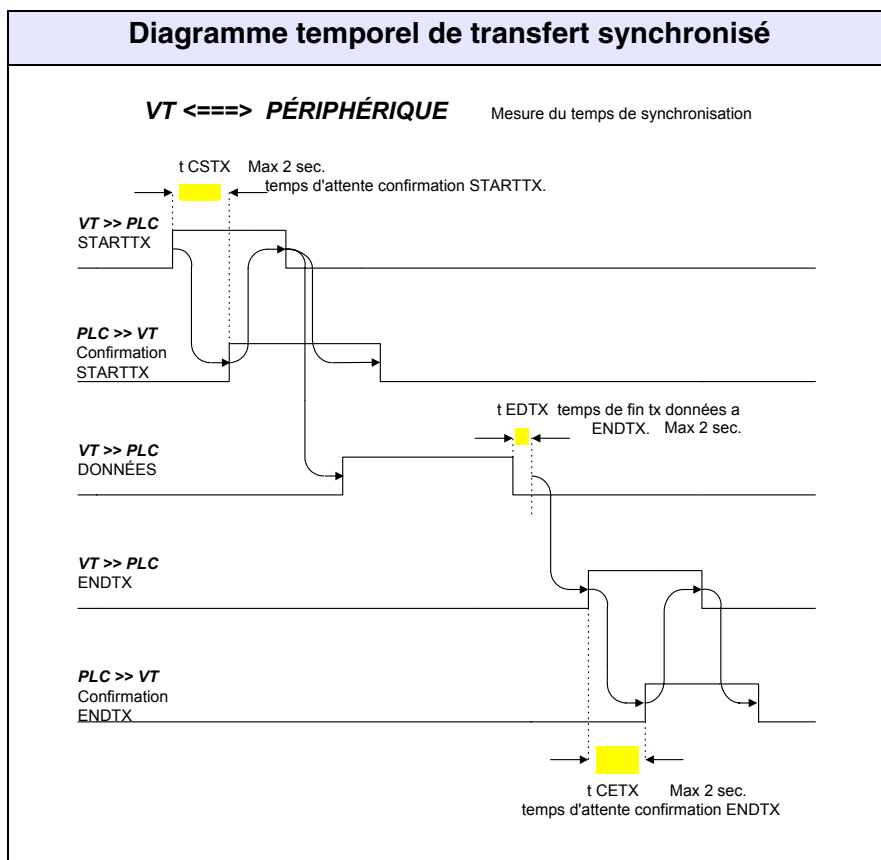 Diagramme temporel de transfert synchronisé
VT <===> PÉRIPHÉRIQUE Mesure du temps de synchronisation
t CSTX Max 2 sec.
temps d'attente confirmation STARTTX.
VT >> PLC
STARTTX
PLC >> VT
Confirmation
STARTTX
t EDTX temps de fin tx données a
ENDTX. Max 2 sec.
VT >> PLC
DONNÉES
VT >> PLC
ENDTX
PLC >> VT
Confirmation
ENDTX
t CETX Max 2 sec.
temps d'attente confirmation ENDTX